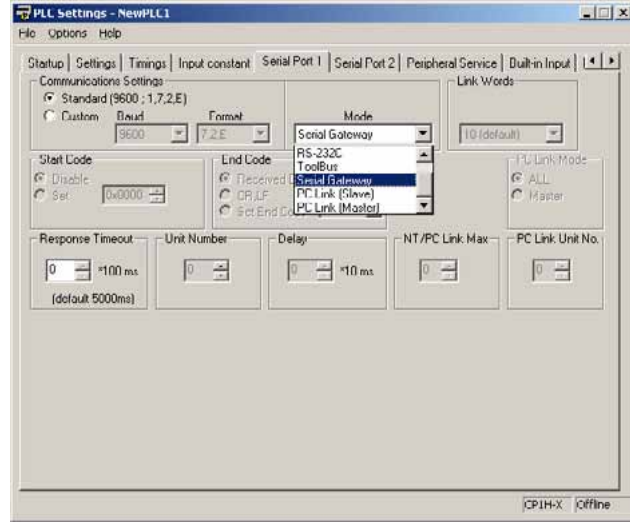 PLC Settings - NewPLC1
File Options Help
Startup Settings Timings Input constant Serial Port 1 Serial Port 2 Peripheral Service Built-in Input
Communications Settings
Standard (9600 ; 1,7,2,E)
Custom Baud Format Mode
9600 7,2,E Serial Gateway
Link Words
10 (default)
RS-232C
ToolBus
Serial Gateway
PC Link (Slave)
PC Link (Master)
Start Code
Disable
Set 0x0000
End Code
Received
CR,LF
Set End
PC Link Mode
ALL
Master
Response Timeout Unit Number Delay NT/PC Link Max PC Link Unit No.
0 *100 ms 0 0 *10 ms 0 0
(default 5000ms)
CP1H-X Offline